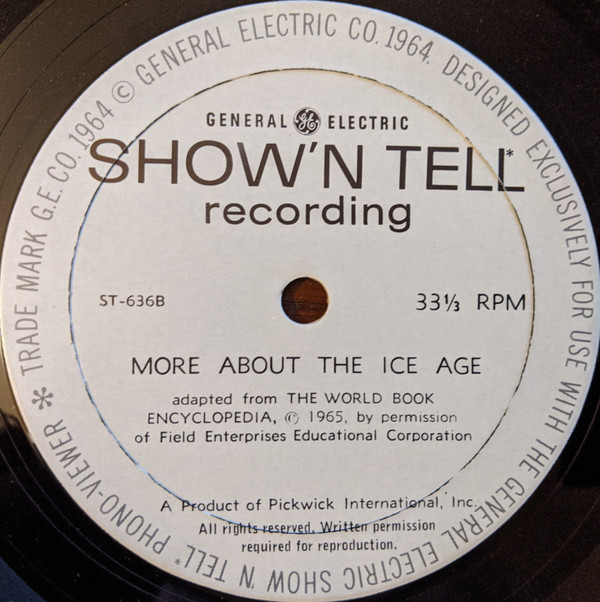 © GENERAL ELECTRIC CO. 1964. DESIGNED EXCLUSIVELY FOR USE WITH THE GENERAL ELECTRIC SHOW 'N TELL* PHONO-VIEWER * TRADE MARK G.E. CO. 1964
GENERAL GE ELECTRIC
SHOW'N TELL*
recording
ST-636B
33⅓ RPM
MORE ABOUT THE ICE AGE
adapted from THE WORLD BOOK
ENCYCLOPEDIA, © 1965, by permission
of Field Enterprises Educational Corporation
A Product of Pickwick International, Inc.
All rights reserved. Written permission
required for reproduction.